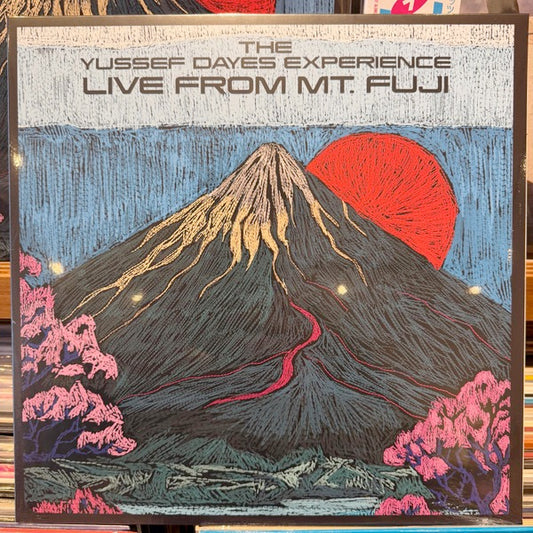 THE
YUSSEF DAYES EXPERIENCE
LIVE FROM MT. FUJI